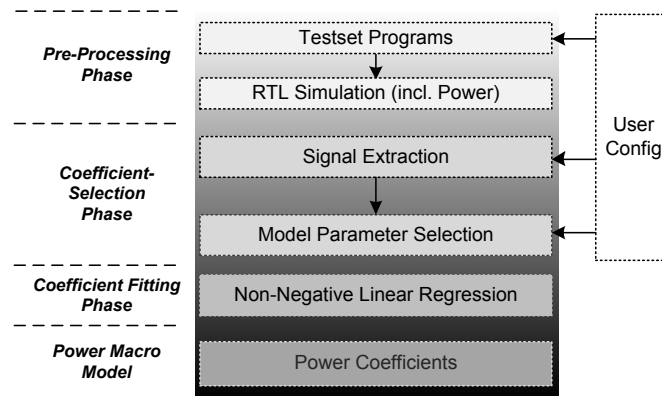 Pre-Processing
Phase
Testset Programs
RTL Simulation (incl. Power)
User
Config
Coefficient-
Selection
Phase
Signal Extraction
Model Parameter Selection
Coefficient Fitting
Phase
Non-Negative Linear Regression
Power Macro
Model
Power Coefficients